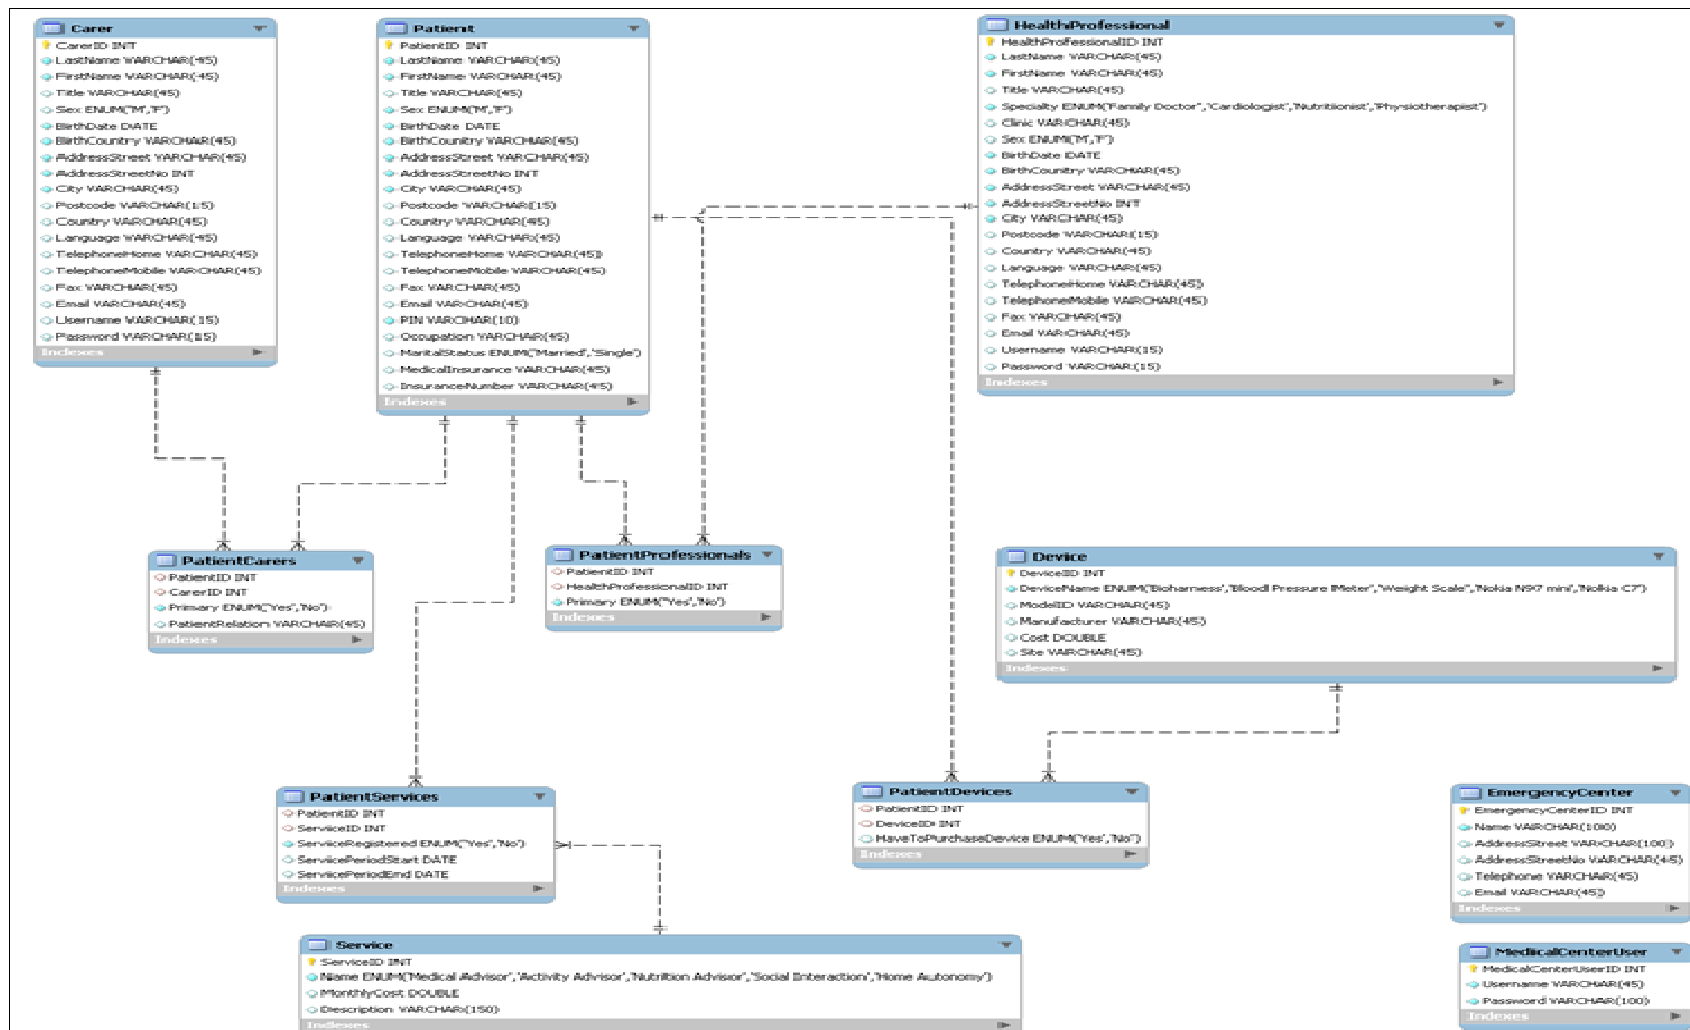 Carer
CarerID INT
LastName VARCHAR(45)
FirstName VARCHAR(45)
Title VARCHAR(45)
Sex ENUM('M','F')
BirthDate DATE
BirthCountry VARCHAR(45)
AddressStreet VARCHAR(45)
AddressStreetNo INT
City VARCHAR(45)
Postcode VARCHAR(15)
Country VARCHAR(45)
Language VARCHAR(45)
TelephoneHome VARCHAR(45)
TelephoneMobile VARCHAR(45)
Fax VARCHAR(45)
Email VARCHAR(45)
Username VARCHAR(15)
Password VARCHAR(15)
Indexes
Patient
PatientID INT
LastName VARCHAR(45)
FirstName VARCHAR(45)
Title VARCHAR(45)
Sex ENUM('M','F')
BirthDate DATE
BirthCountry VARCHAR(45)
AddressStreet VARCHAR(45)
AddressStreetNo INT
City VARCHAR(45)
Postcode VARCHAR(15)
Country VARCHAR(45)
Language VARCHAR(45)
TelephoneHome VARCHAR(45)
TelephoneMobile VARCHAR(45)
Fax VARCHAR(45)
Email VARCHAR(45)
PIN VARCHAR(10)
Occupation VARCHAR(45)
MaritalStatus ENUM('Married','Single')
MedicalInsurance VARCHAR(45)
InsuranceNumber VARCHAR(45)
Indexes
HealthProfessional
HealthProfessionalID INT
LastName VARCHAR(45)
FirstName VARCHAR(45)
Title VARCHAR(45)
Specialty ENUM('Family Doctor','Cardiologist','Nutritionist','Physiotherapist')
Clinic VARCHAR(45)
Sex ENUM('M','F')
BirthDate DATE
BirthCountry VARCHAR(45)
AddressStreet VARCHAR(45)
AddressStreetNo INT
City VARCHAR(45)
Postcode VARCHAR(15)
Country VARCHAR(45)
Language VARCHAR(45)
TelephoneHome VARCHAR(45)
TelephoneMobile VARCHAR(45)
Fax VARCHAR(45)
Email VARCHAR(45)
Username VARCHAR(15)
Password VARCHAR(15)
Indexes
PatientCarers
PatientID INT
CarerID INT
Primary ENUM('Yes','No')
PatientRelation VARCHAR(45)
Indexes
PatientProfessionals
PatientID INT
HealthProfessionalID INT
Primary ENUM('Yes','No')
Indexes
Device
DeviceID INT
DeviceName ENUM('Bioharness','Blood Pressure Meter','Weight Scale','Nokia N97 mini','Nokia C7')
ModelID VARCHAR(45)
Manufacturer VARCHAR(45)
Cost DOUBLE
Site VARCHAR(45)
Indexes
PatientServices
PatientID INT
ServiceID INT
ServiceRegistered ENUM('Yes','No')
ServicePeriodStart DATE
ServicePeriodEnd DATE
Indexes
PatientDevices
PatientID INT
DeviceID INT
HaveToPurchaseDevice ENUM('Yes','No')
Indexes
EmergencyCenter
EmergencyCenterID INT
Name VARCHAR(100)
AddressStreet VARCHAR(100)
AddressStreetNo VARCHAR(45)
Telephone VARCHAR(45)
Email VARCHAR(45)
Indexes
Service
ServiceID INT
Name ENUM('Medical Advisor','Activity Advisor','Nutrition Advisor','Social Interaction','Home Autonomy')
MonthlyCost DOUBLE
Description VARCHAR(150)
Indexes
MedicalCenterUser
MedicalCenterUserID INT
Username VARCHAR(45)
Password VARCHAR(100)
Indexes